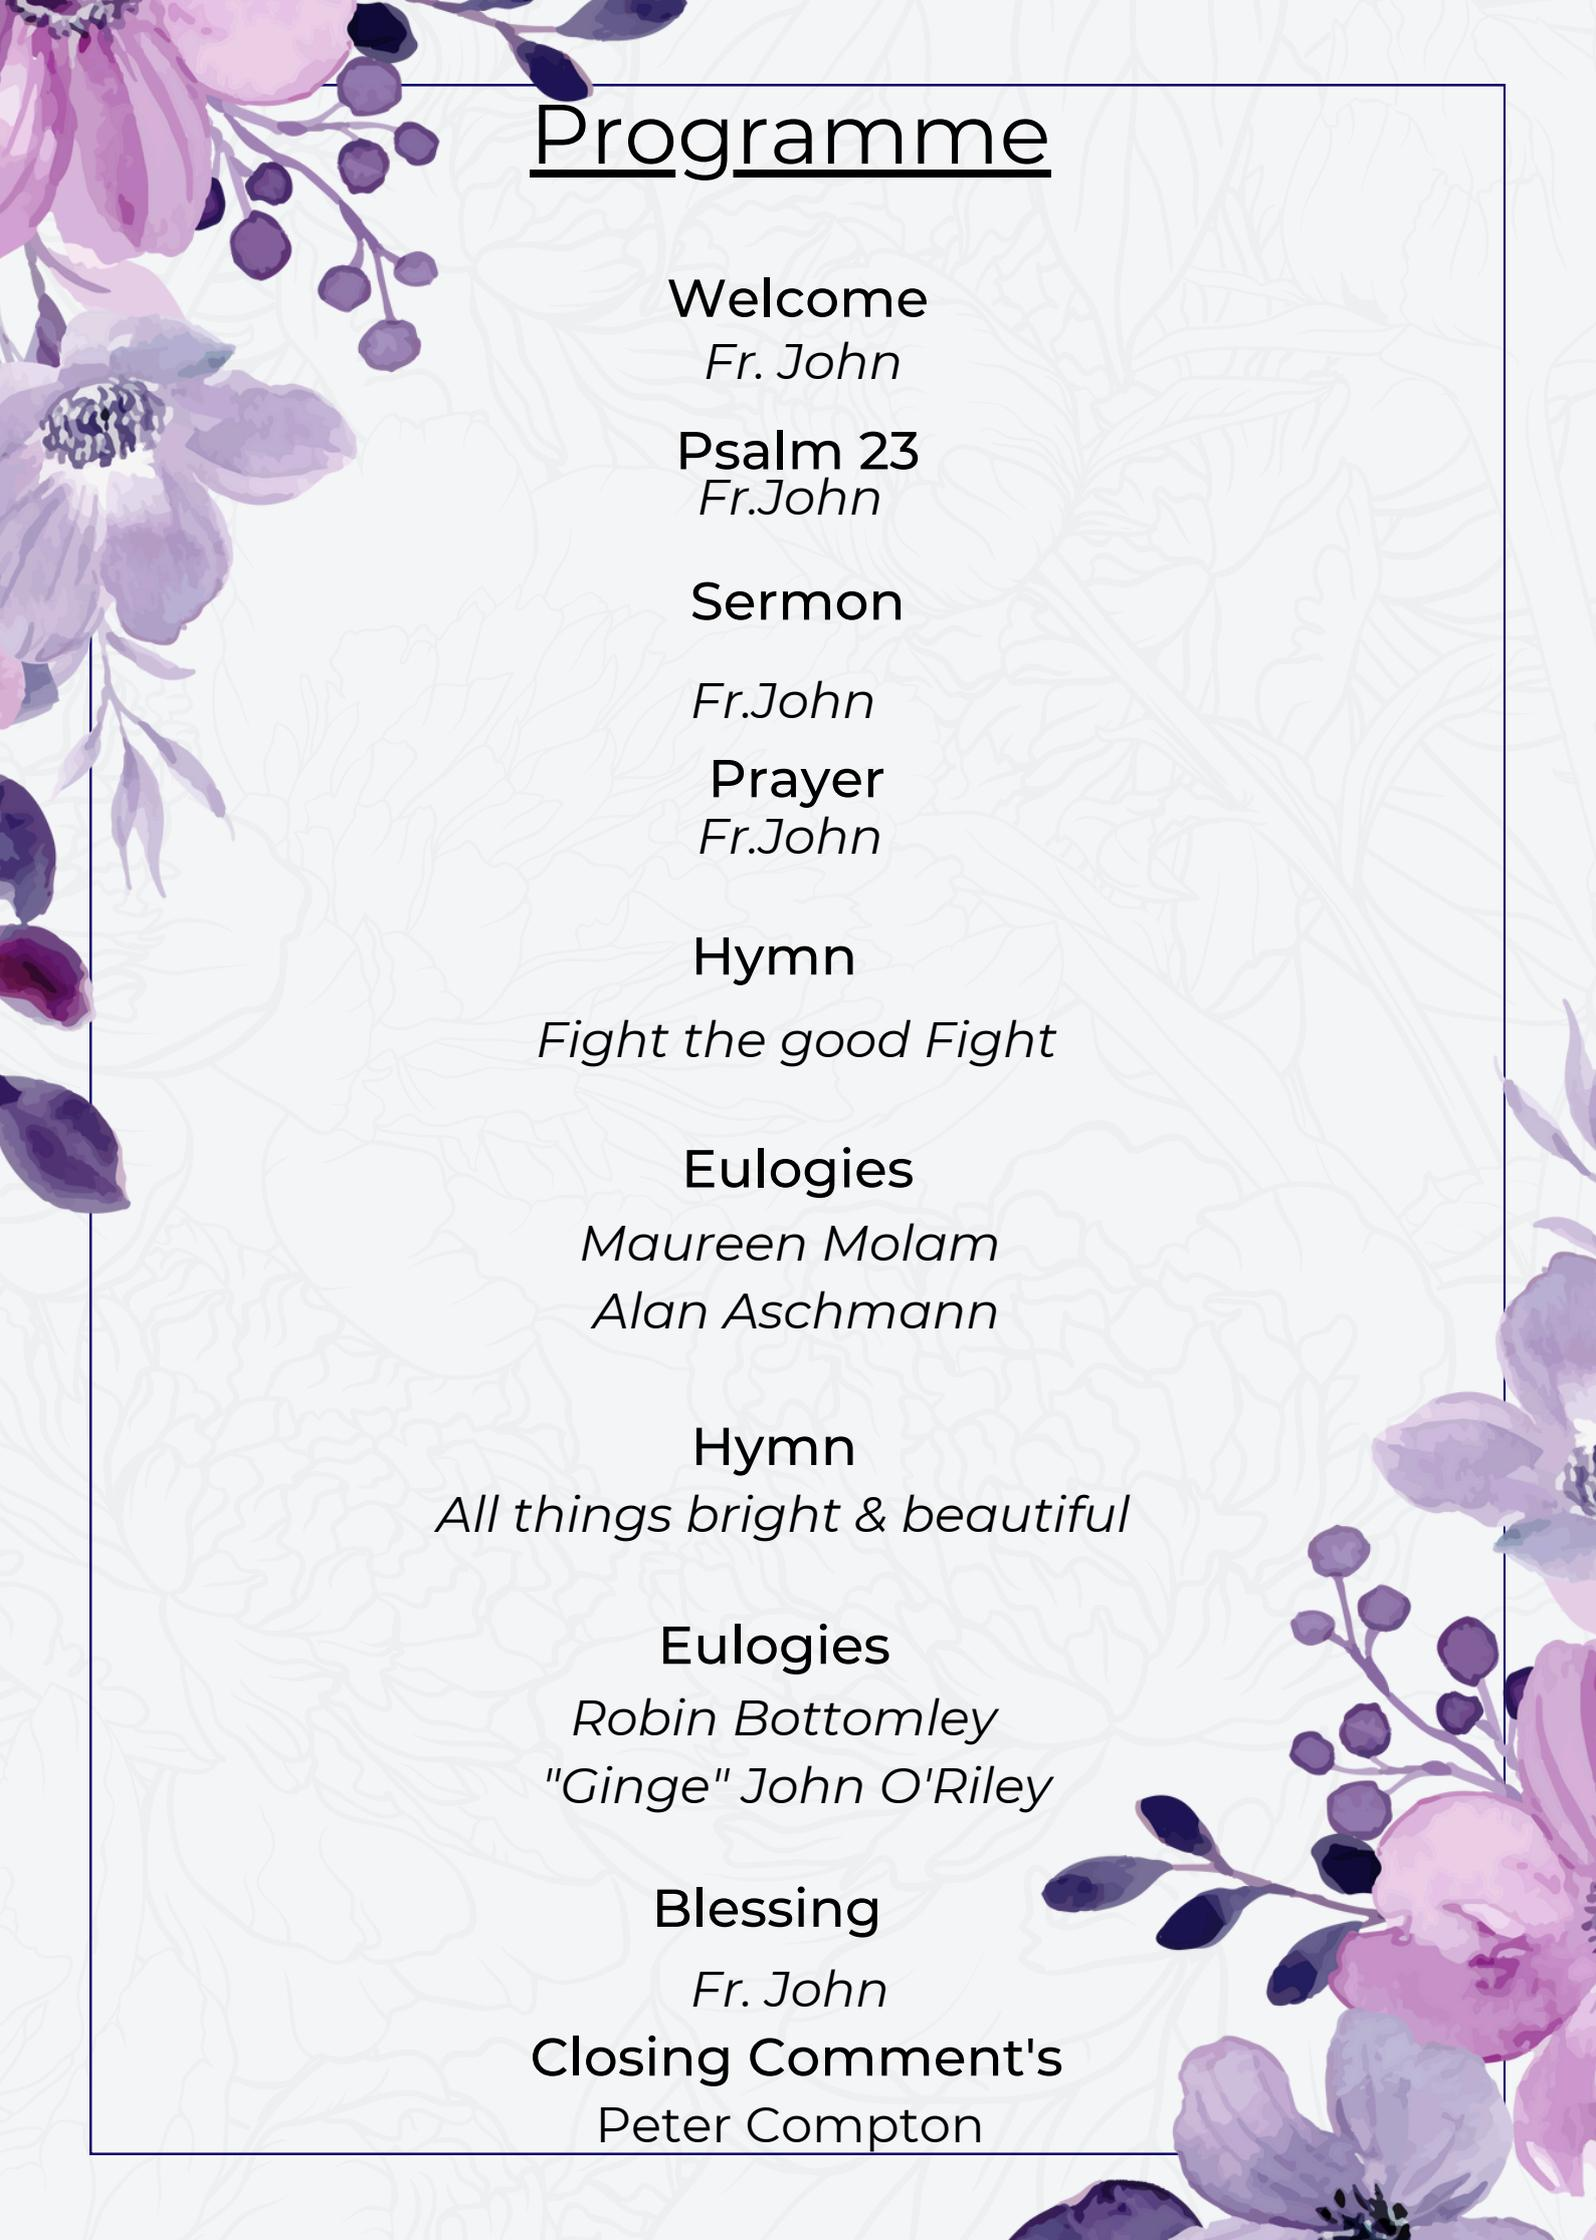 Programme
Welcome
Fr. John
Psalm 23
Fr.John
Sermon
Fr.John
Prayer
Fr.John
Hymn
Fight the good Fight
Eulogies
Maureen Molam
Alan Aschmann
Hymn
All things bright & beautiful
Eulogies
Robin Bottomley
"Ginge" John O'Riley
Blessing
Fr. John
Closing Comment's
Peter Compton